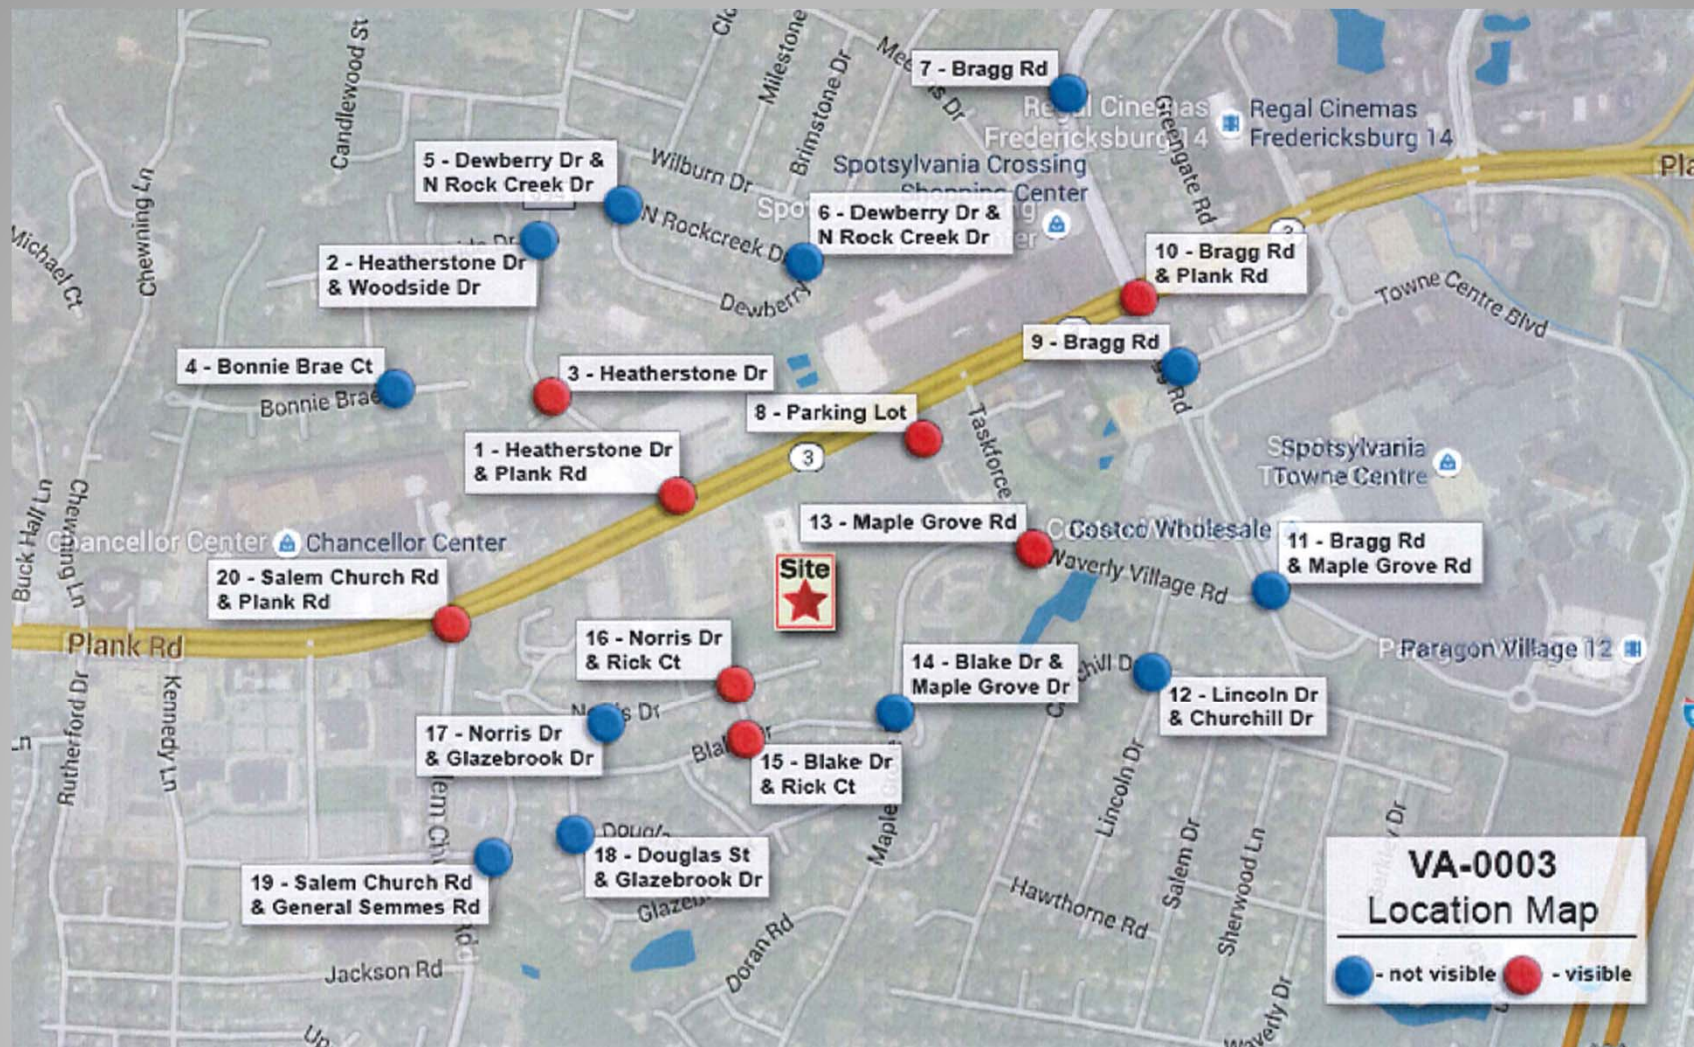 Candlewood St
Milestone
Brimstone Dr
7 - Bragg Rd
Greengate Rd
Regal Cinemas
Fredericksburg 14
Regal Cinemas
Fredericksburg 14
Spotsylvania Crossing
Shopping Center
5 - Dewberry Dr &
N Rock Creek Dr
Wilburn Dr
Chewning Ln
Michael Ct
N Rockcreek D
6 - Dewberry Dr &
N Rock Creek Dr
2 - Heatherstone Dr
& Woodside Dr
Dewberry
10 - Bragg Rd
& Plank Rd
Towne Centre Blvd
9 - Bragg Rd
4 - Bonnie Brae Ct
Bonnie Brae
3 - Heatherstone Dr
8 - Parking Lot
3
Taskforce
1 - Heatherstone Dr
& Plank Rd
Spotsylvania
Towne Centre
Buck Hall Ln
Chewning Ln
Chancellor Center
Chancellor Center
13 - Maple Grove Rd
Costco Wholesale
11 - Bragg Rd
& Maple Grove Rd
Waverly Village Rd
20 - Salem Church Rd
& Plank Rd
Site
Plank Rd
16 - Norris Dr
& Rick Ct
14 - Blake Dr &
Maple Grove Dr
Paragon Village 12
12 - Lincoln Dr
& Churchill Dr
Rutherford Dr
Kennedy Ln
17 - Norris Dr
& Glazebrook Dr
15 - Blake Dr
& Rick Ct
Lincoln Dr
Maple
18 - Douglas St
& Glazebrook Dr
19 - Salem Church Rd
& General Semmes Rd
Salem Dr
Sherwood Ln
Hawthorne Rd
Doran Rd
Jackson Rd
Waverly Dr
VA-0003
Location Map
- not visible - visible